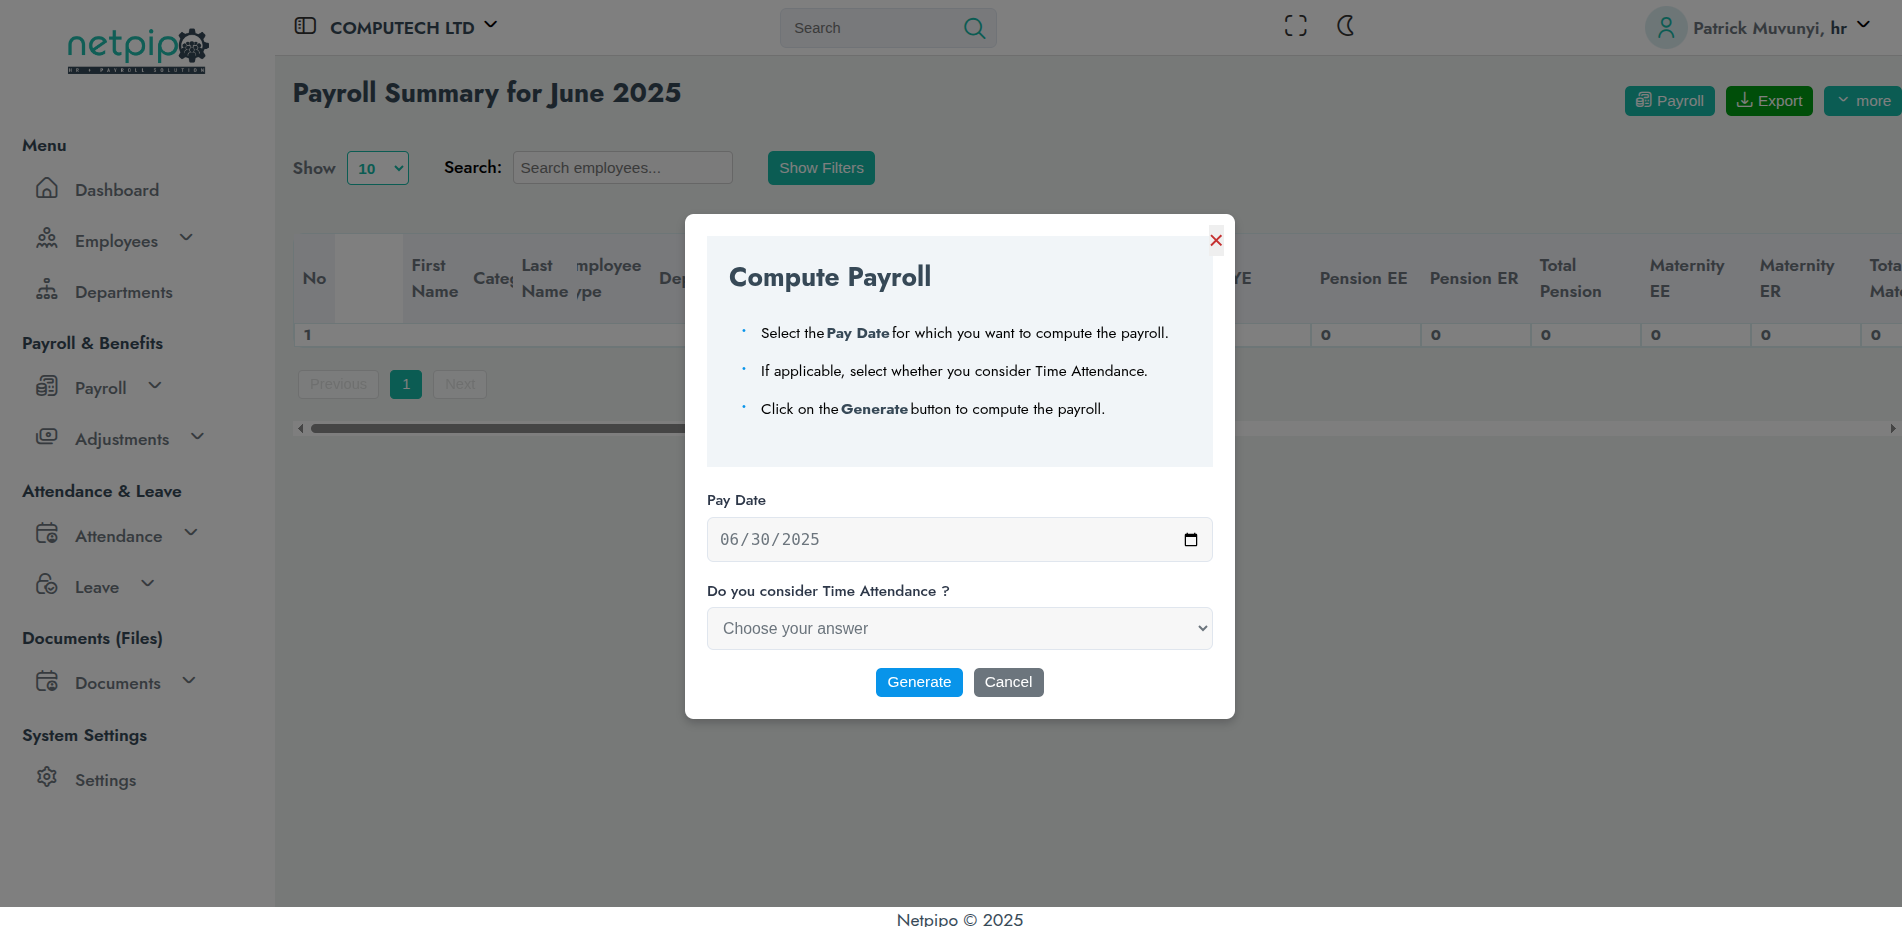 netpip
HR + PAYROLL SOLUTION
COMPUTECH LTD
Search
Patrick Muvunyi, hr
Payroll Summary for June 2025
Payroll
Export
more
Menu
Dashboard
Employees
Departments
Payroll & Benefits
Payroll
Adjustments
Attendance & Leave
Attendance
Leave
Documents (Files)
Documents
System Settings
Settings
Show 10 Search: Search employees... Show Filters
No
First Name
Categ
Last Name
mployee ype
Dep
YE
Pension EE
Pension ER
Total Pension
Maternity EE
Maternity ER
Tota Mate
1 0 0 0 0 0 0
Previous 1 Next
Compute Payroll
Select the Pay Date for which you want to compute the payroll.
If applicable, select whether you consider Time Attendance.
Click on the Generate button to compute the payroll.
Pay Date
06/30/2025
Do you consider Time Attendance ?
Choose your answer
Generate Cancel
Netpipo © 2025